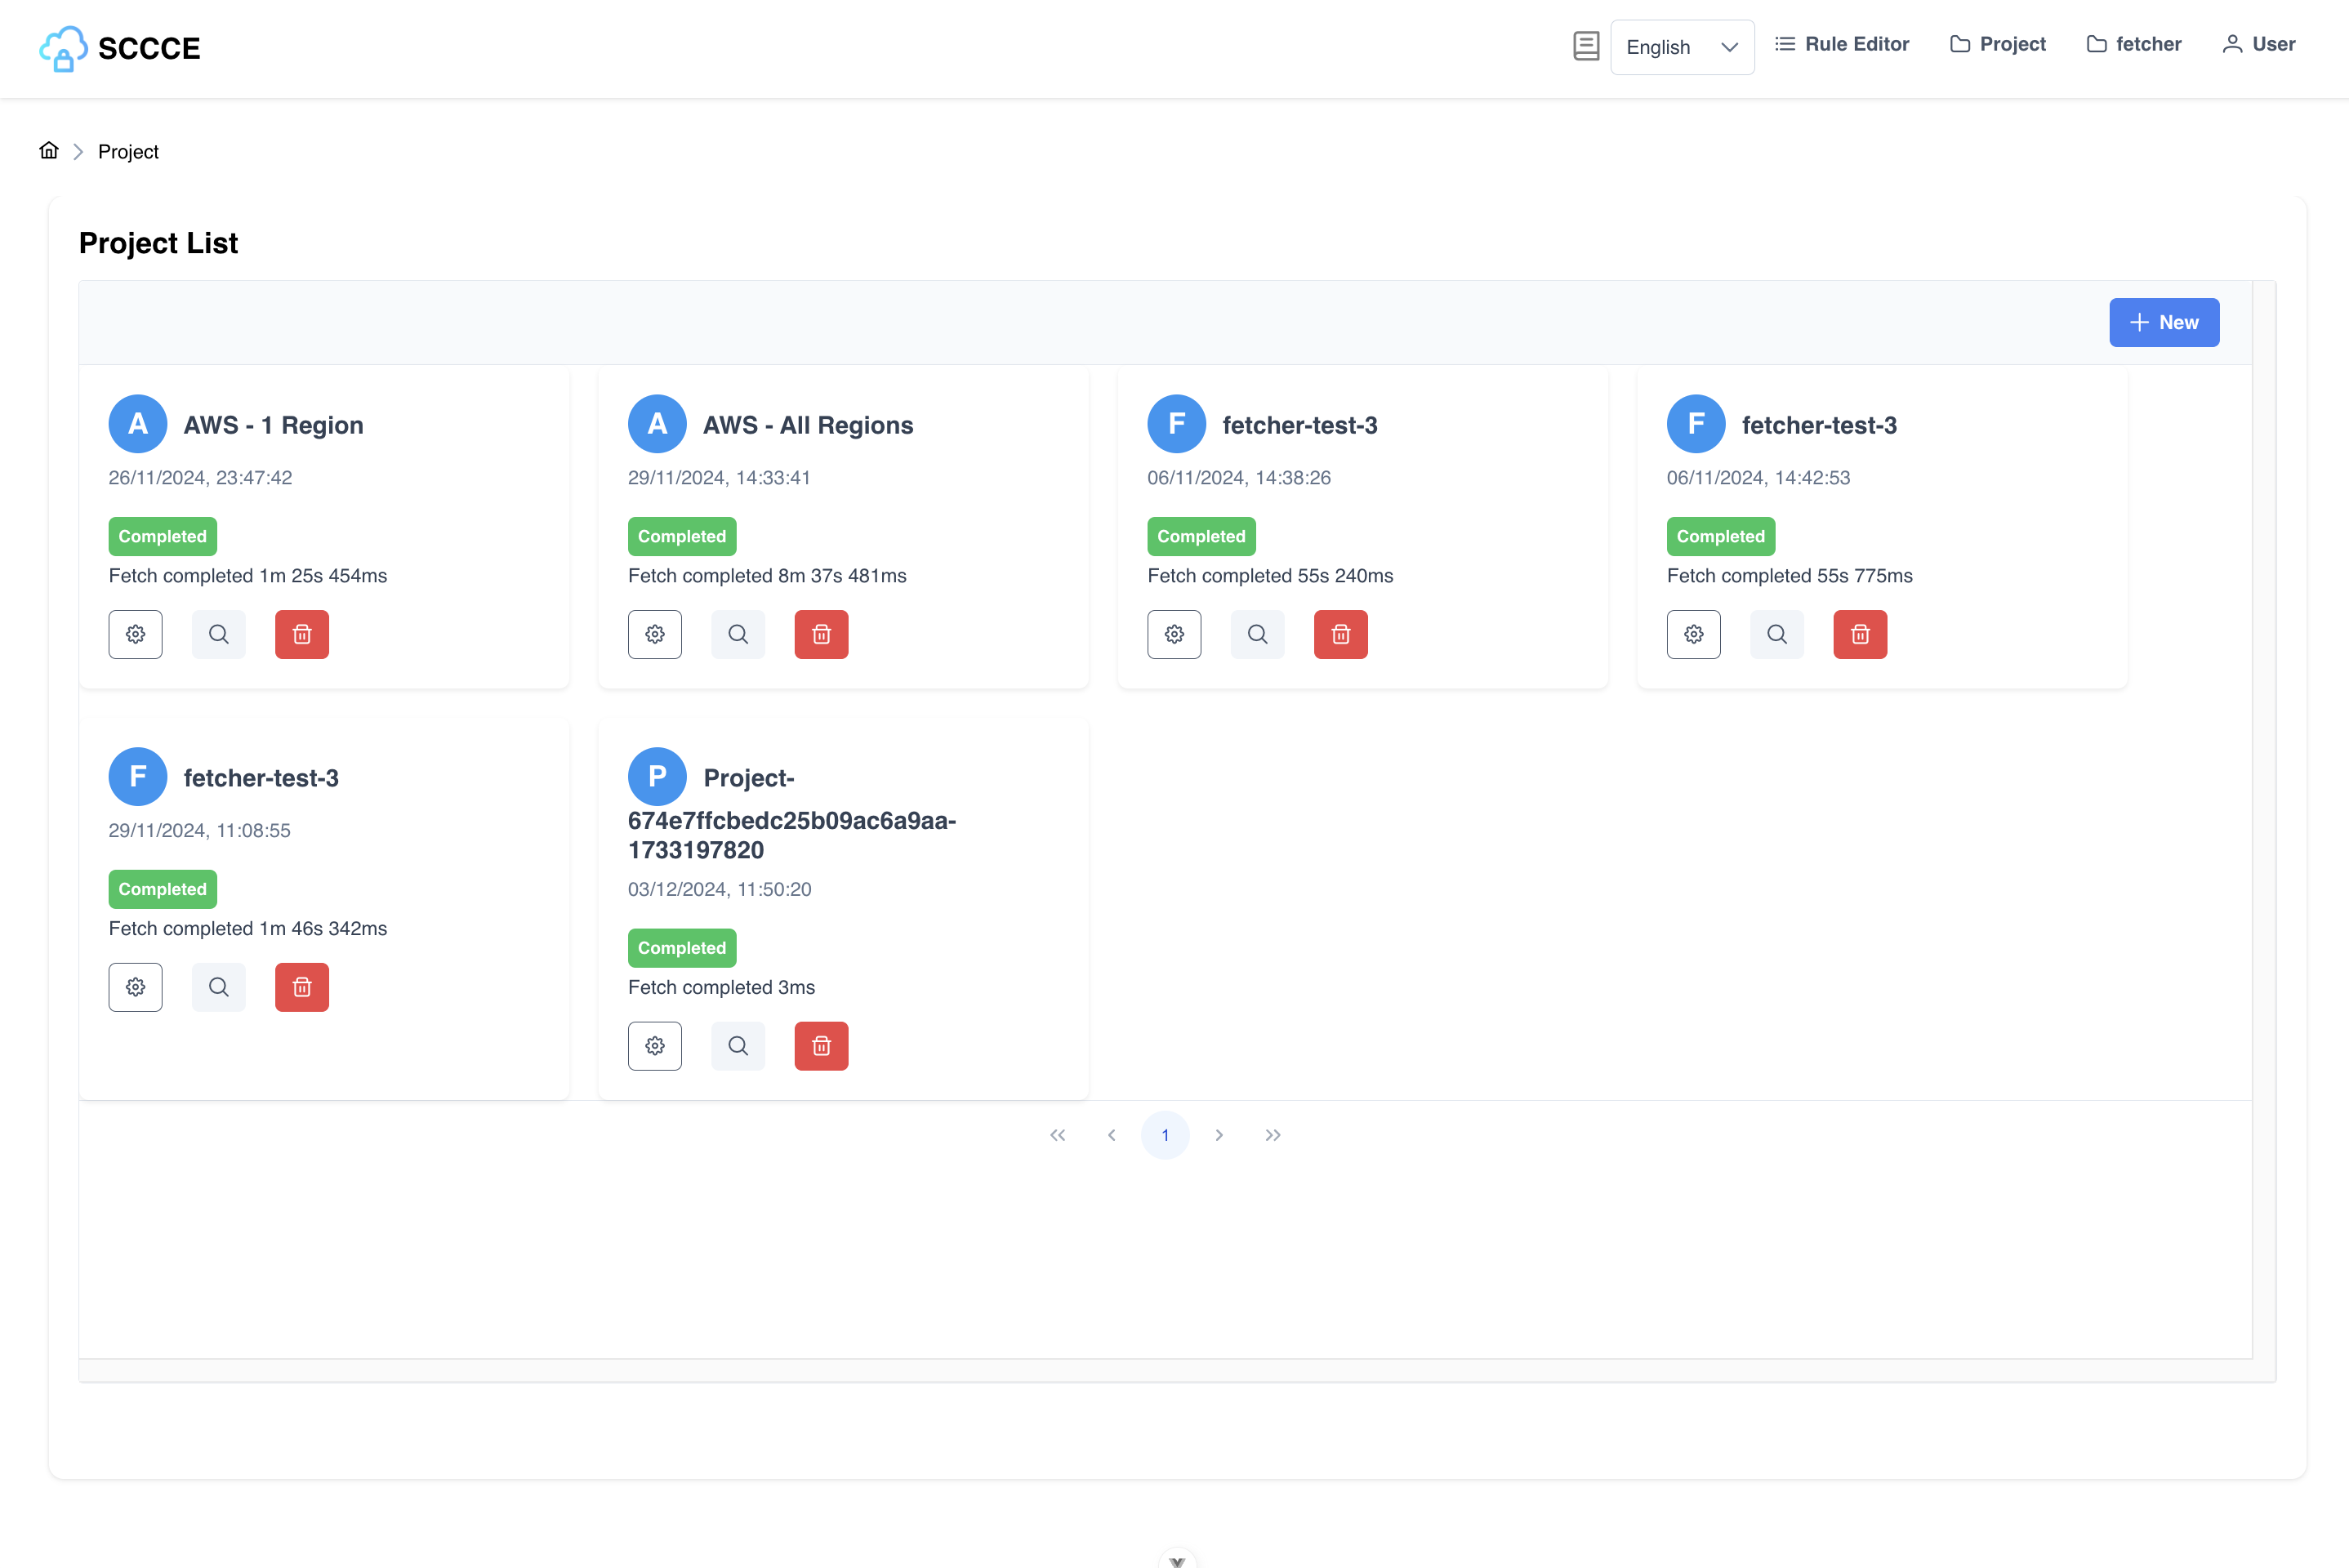 SCCCE
English
Rule Editor
Project
fetcher
User
Project
Project List
New
A
AWS - 1 Region
26/11/2024, 23:47:42
Completed
Fetch completed 1m 25s 454ms
A
AWS - All Regions
29/11/2024, 14:33:41
Completed
Fetch completed 8m 37s 481ms
F
fetcher-test-3
06/11/2024, 14:38:26
Completed
Fetch completed 55s 240ms
F
fetcher-test-3
06/11/2024, 14:42:53
Completed
Fetch completed 55s 775ms
F
fetcher-test-3
29/11/2024, 11:08:55
Completed
Fetch completed 1m 46s 342ms
P
Project-
674e7ffcbedc25b09ac6a9aa-
1733197820
03/12/2024, 11:50:20
Completed
Fetch completed 3ms
1